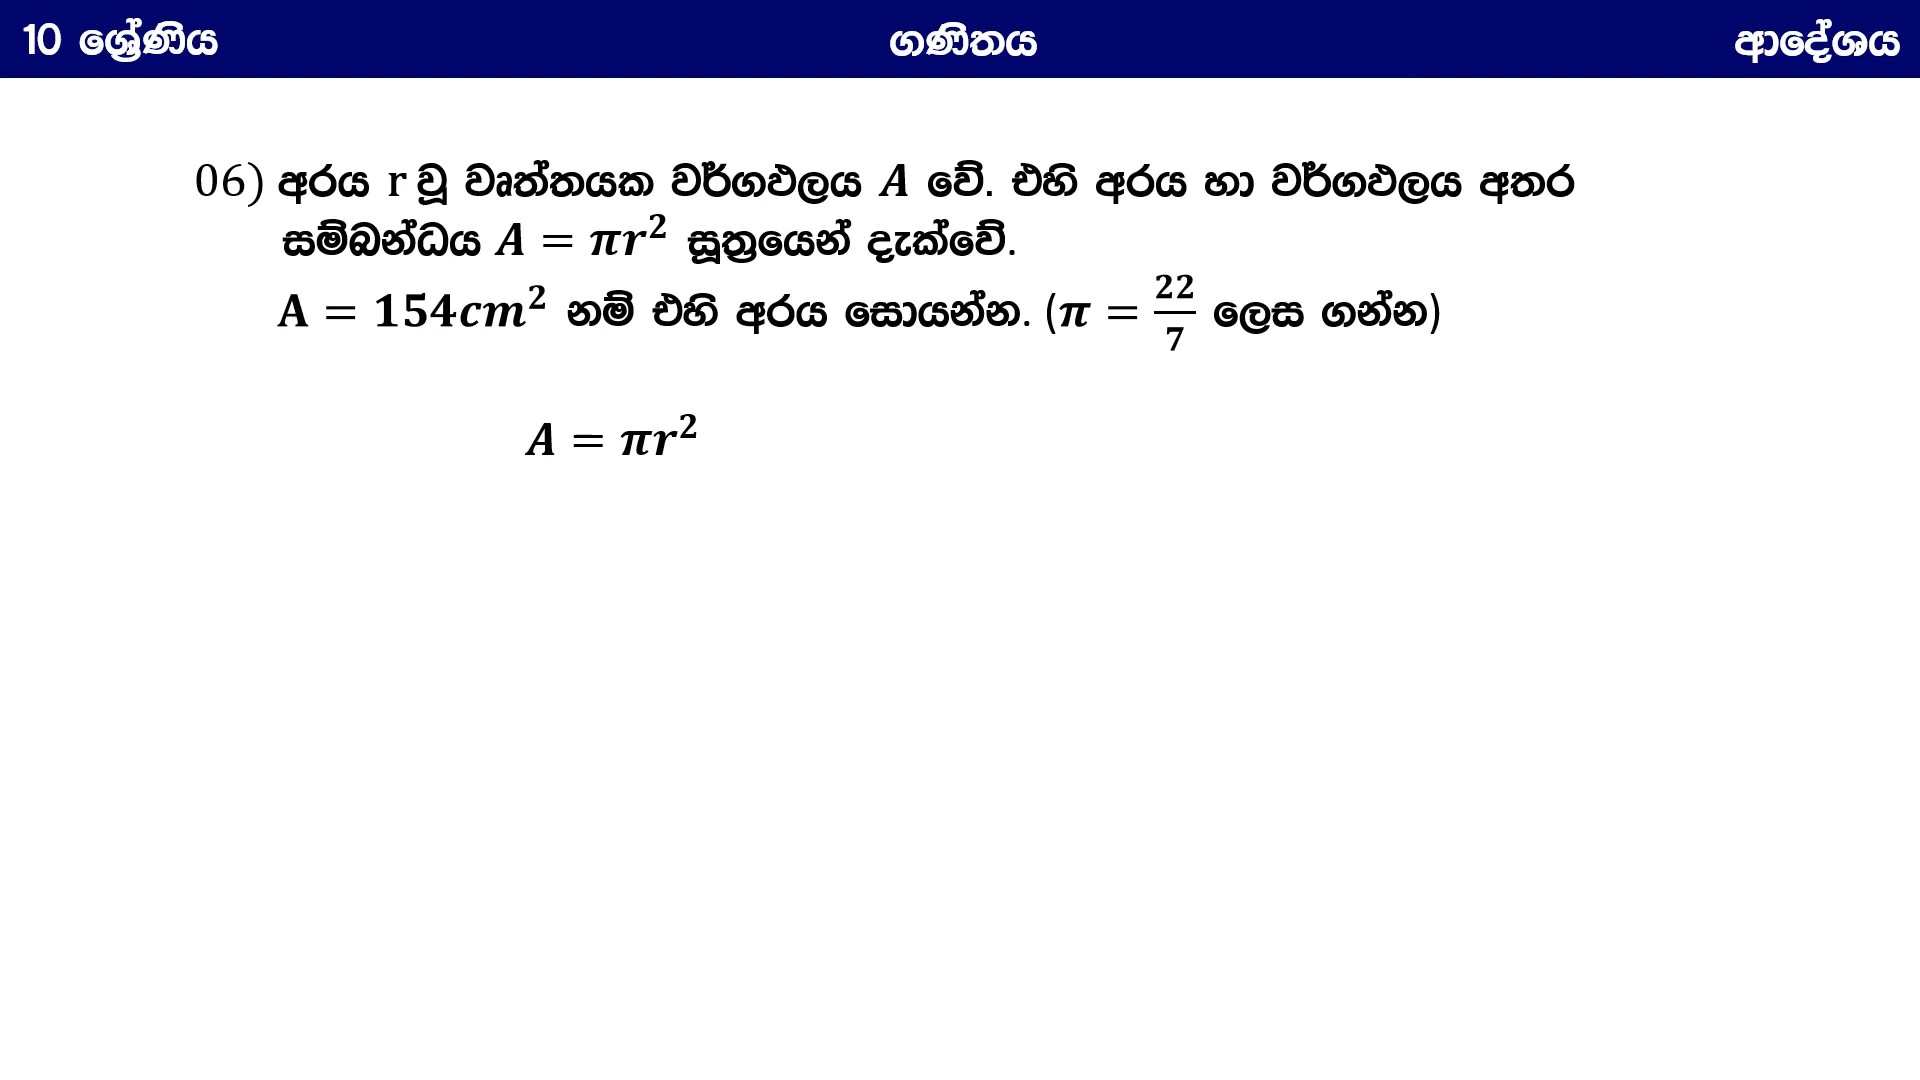 10 ශ්‍රේණිය ගණිතය ආදේශය
06) අරය r වූ වෘත්තයක වර්ගඵලය A වේ. එහි අරය හා වර්ගඵලය අතර
සම්බන්ධය A = πr² සූත්‍රයෙන් දැක්වේ.
A = 154cm² නම් එහි අරය සොයන්න. (π = 22/7 ලෙස ගන්න)
A = πr²